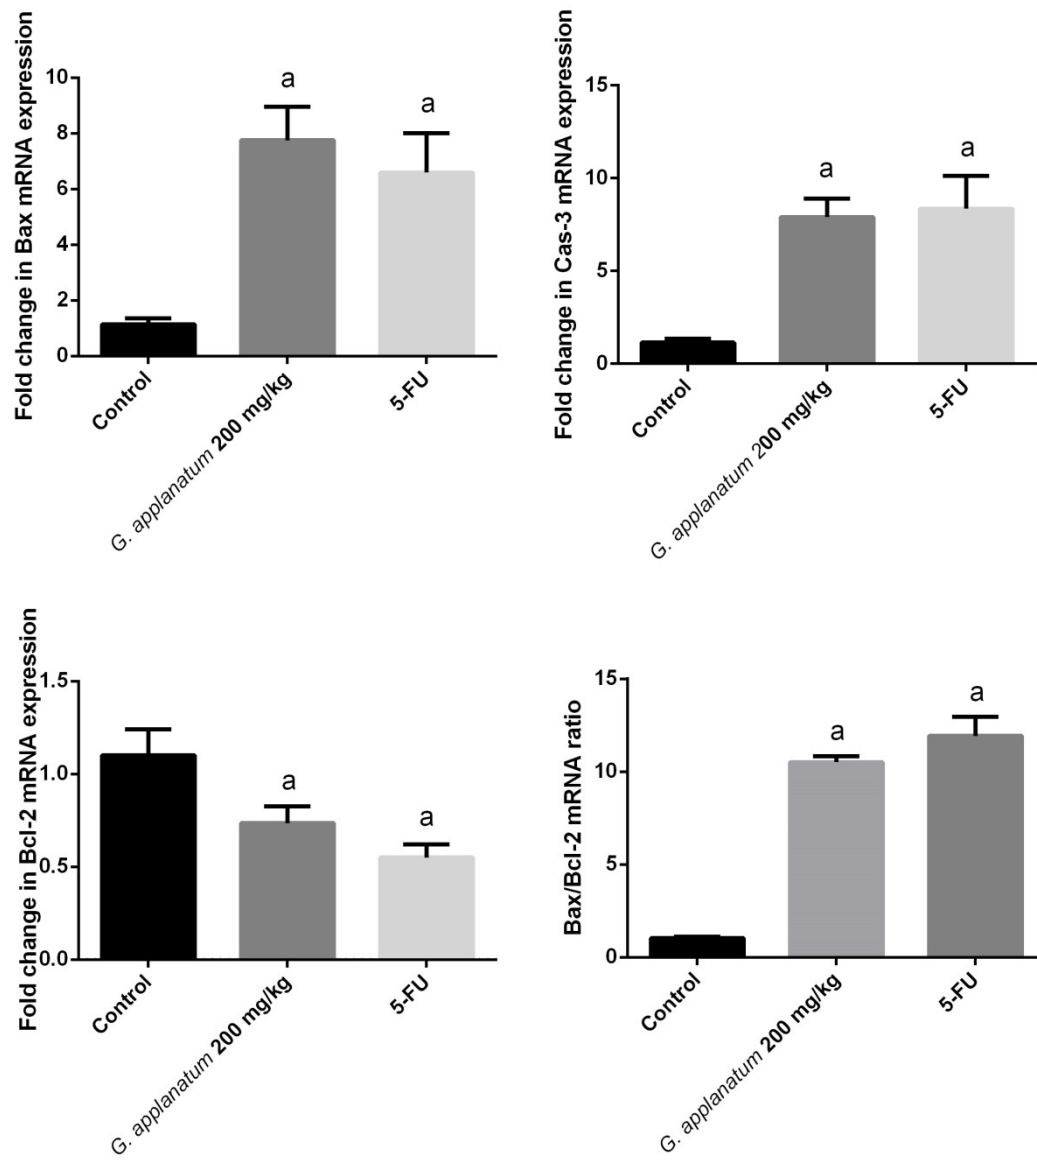 Fold change in Bax mRNA expression
10
8
6
4
2
0
a
a
Control
G. applanatum 200 mg/kg
5-FU
Fold change in Cas-3 mRNA expression
15
10
5
0
a
a
Control
G. applanatum 200 mg/kg
5-FU
Fold change in Bcl-2 mRNA expression
1.5
1.0
0.5
0.0
a
a
Control
G. applanatum 200 mg/kg
5-FU
Bax/Bcl-2 mRNA ratio
15
10
5
0
a
a
Control
G. applanatum 200 mg/kg
5-FU